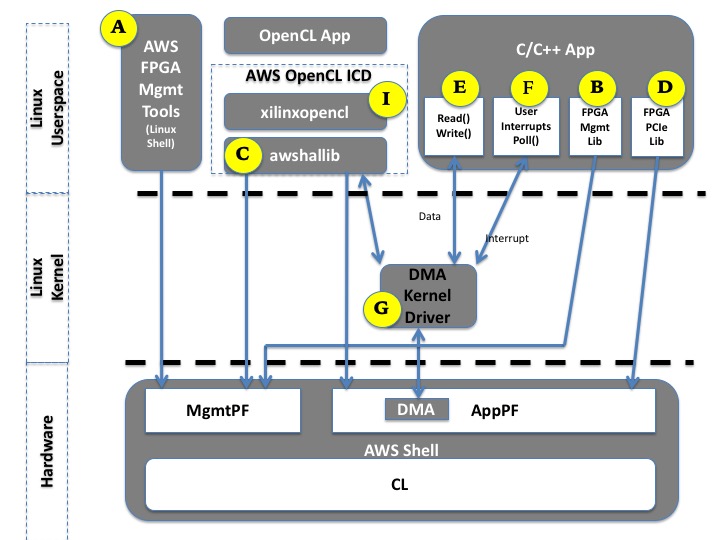 Linux
Userspace
Linux
Kernel
Hardware
A
AWS
FPGA
Mgmt
Tools
(Linux
Shell)
OpenCL App
AWS OpenCL ICD
I
xilinxopencl
C
awshallib
C/C++ App
E
Read()
Write()
F
User
Interrupts
Poll()
B
FPGA
Mgmt
Lib
D
FPGA
PCIe
Lib
Data
Interrupt
G
DMA
Kernel
Driver
MgmtPF
DMA
AppPF
AWS Shell
CL